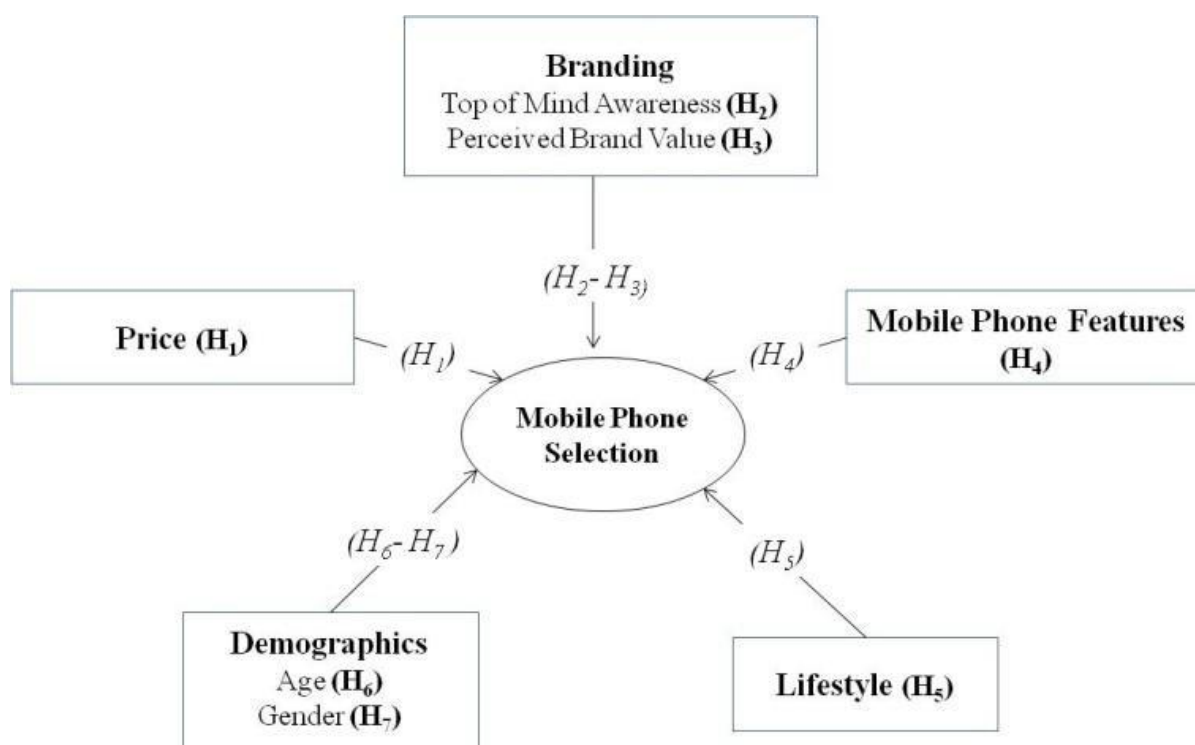 Branding
Top of Mind Awareness (H₂)
Perceived Brand Value (H₃)
(H₂- H₃)
Price (H₁)
(H₁)
Mobile Phone Features
(H₄)
(H₄)
Mobile Phone
Selection
(H₆- H₇)
(H₅)
Demographics
Age (H₆)
Gender (H₇)
Lifestyle (H₅)